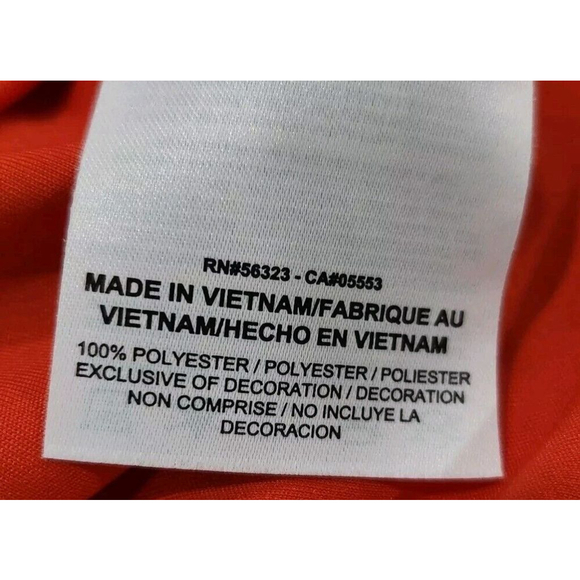 RN#56323 - CA#05553
MADE IN VIETNAM/FABRIQUE AU
VIETNAM/HECHO EN VIETNAM
100% POLYESTER / POLYESTER / POLIESTER
EXCLUSIVE OF DECORATION / DECORATION
NON COMPRISE / NO INCLUYE LA
DECORACION